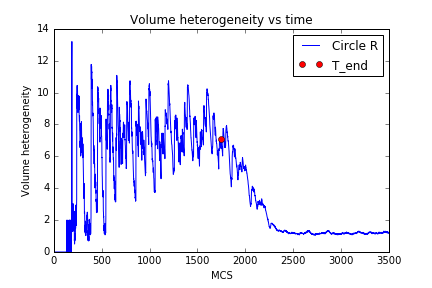 Volume heterogeneity vs time
14
12
10
8
6
4
2
0
Volume heterogeneity
Circle R
T_end
0 500 1000 1500 2000 2500 3000 3500
MCS